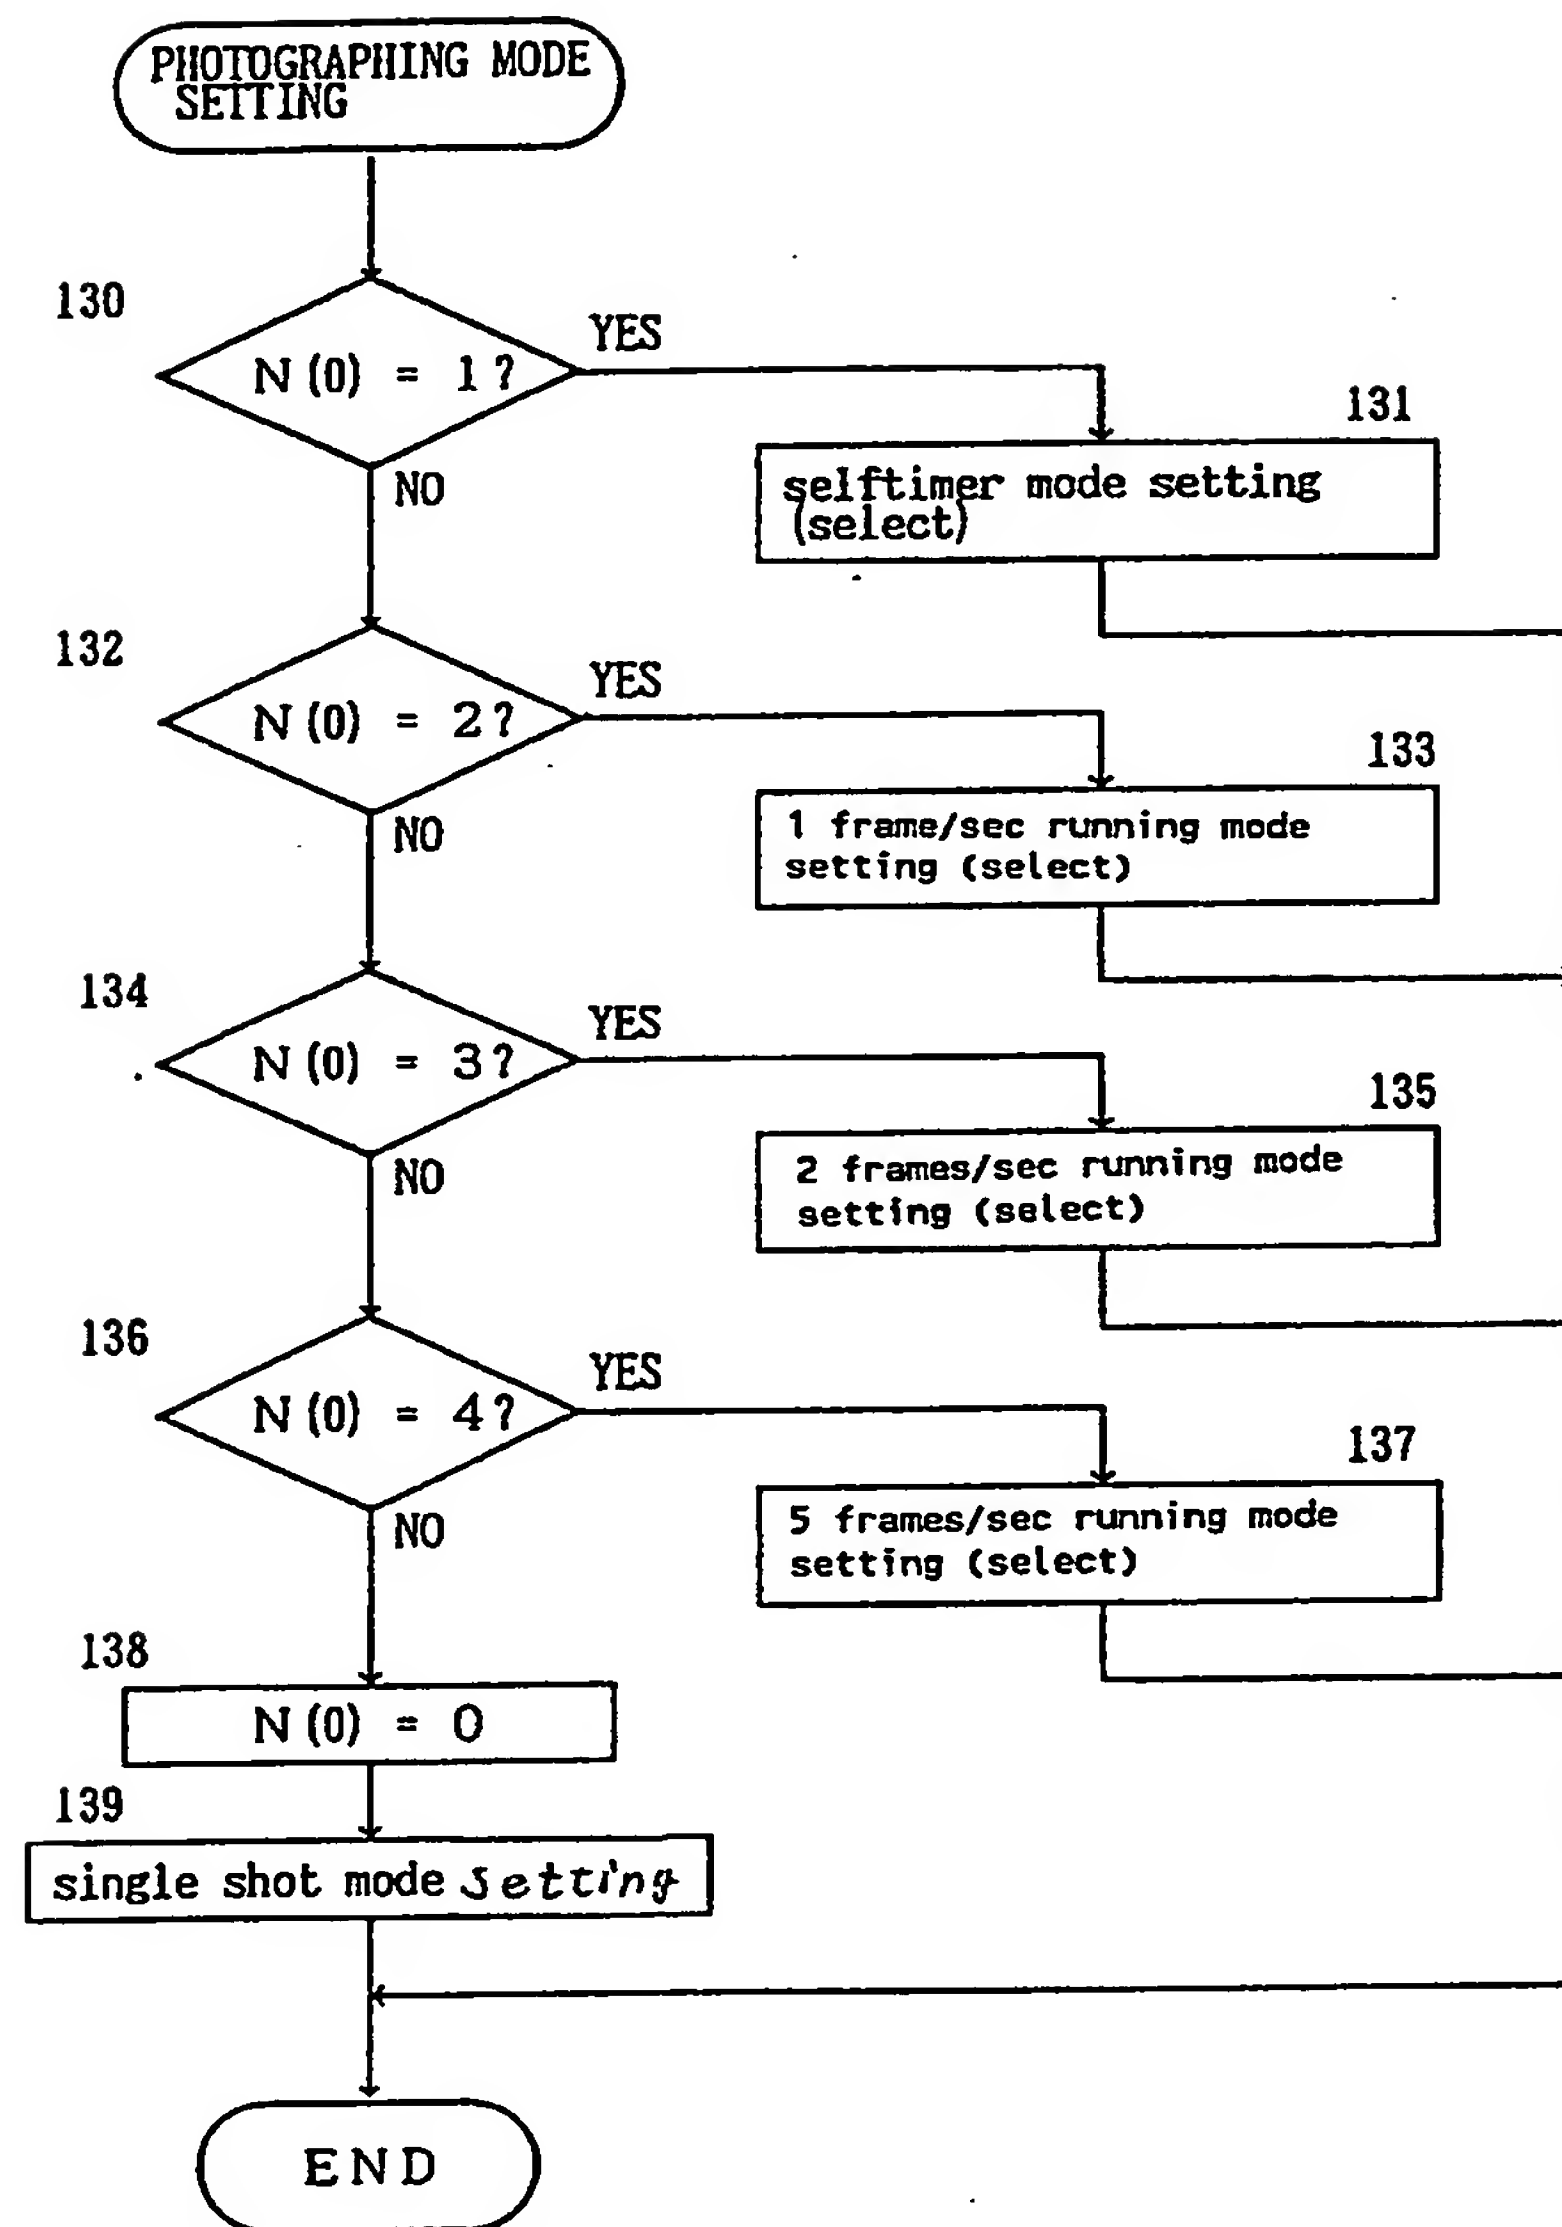 PHOTOGRAPHING MODE
SETTING
130
N(0) = 1?
YES
NO
131
selftimer mode setting
(select)
132
N(0) = 2?
YES
NO
133
1 frame/sec running mode
setting (select)
134
N(0) = 3?
YES
NO
135
2 frames/sec running mode
setting (select)
136
N(0) = 4?
YES
NO
137
5 frames/sec running mode
setting (select)
138
N(0) = 0
139
single shot mode setting
END